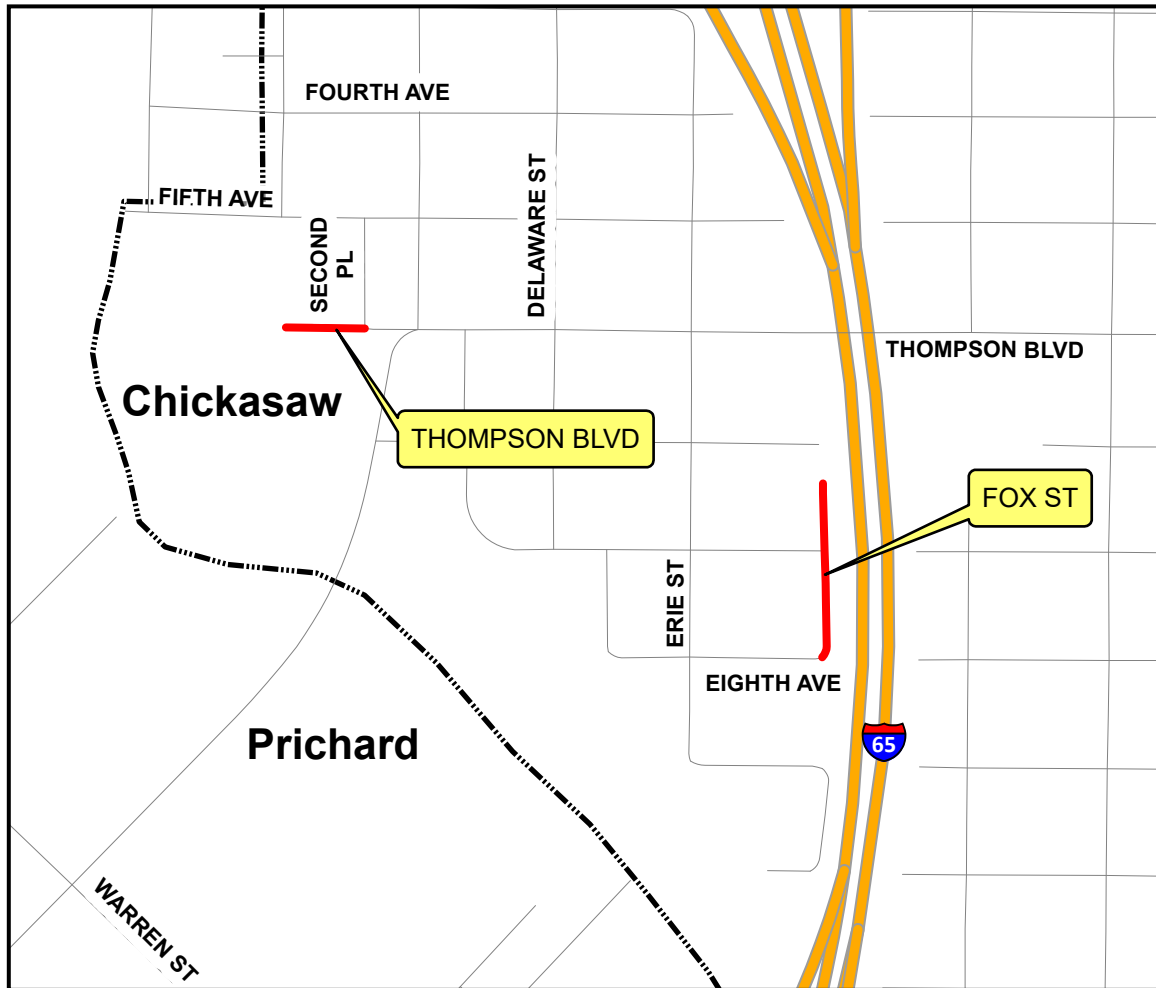 FOURTH AVE
FIFTH AVE
SECOND
PL
DELAWARE ST
THOMPSON BLVD
Chickasaw
THOMPSON BLVD
FOX ST
ERIE ST
EIGHTH AVE
Prichard
65
WARREN ST